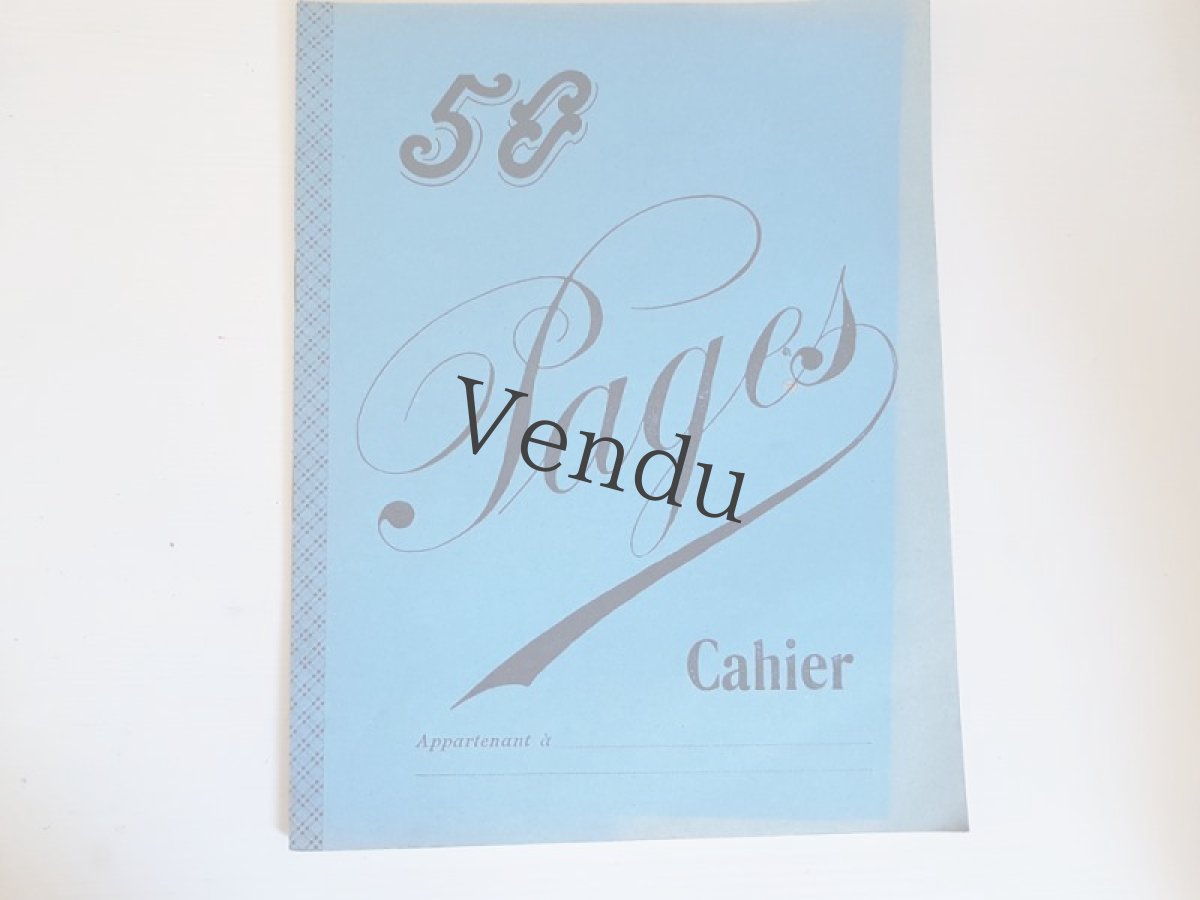 50
Pages
Vendu
Cahier
Appartenant à